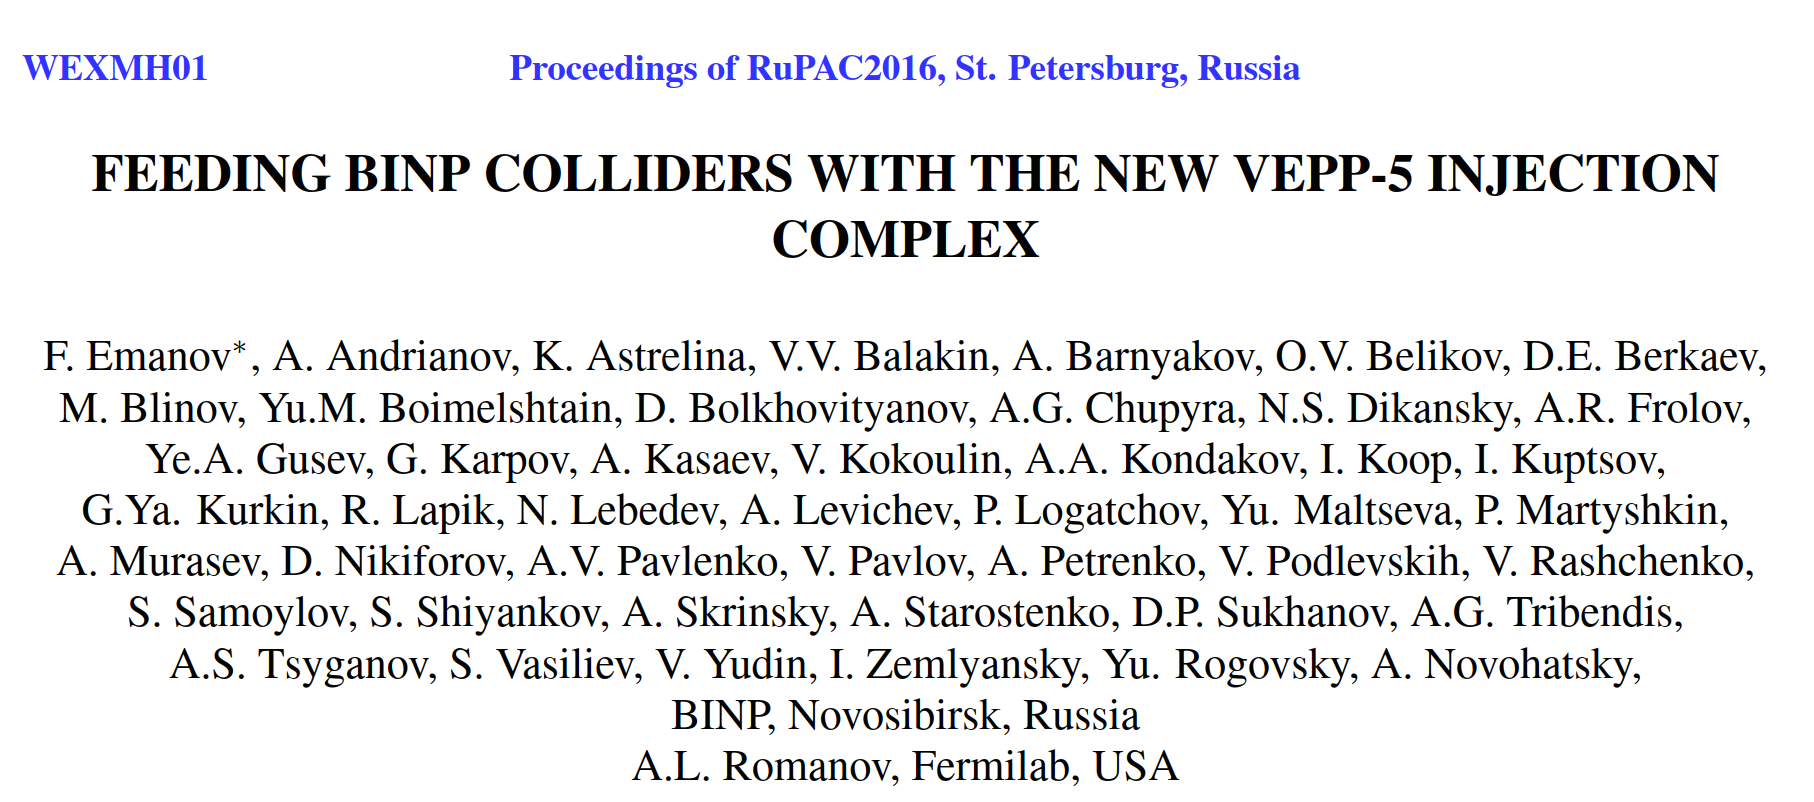 WEXMH01 Proceedings of RuPAC2016, St. Petersburg, Russia
FEEDING BINP COLLIDERS WITH THE NEW VEPP-5 INJECTION
COMPLEX
F. Emanov*, A. Andrianov, K. Astrelina, V.V. Balakin, A. Barnyakov, O.V. Belikov, D.E. Berkaev,
M. Blinov, Yu.M. Boimelshtain, D. Bolkhovityanov, A.G. Chupyra, N.S. Dikansky, A.R. Frolov,
Ye.A. Gusev, G. Karpov, A. Kasaev, V. Kokoulin, A.A. Kondakov, I. Koop, I. Kuptsov,
G.Ya. Kurkin, R. Lapik, N. Lebedev, A. Levichev, P. Logatchov, Yu. Maltseva, P. Martyshkin,
A. Murasev, D. Nikiforov, A.V. Pavlenko, V. Pavlov, A. Petrenko, V. Podlevskih, V. Rashchenko,
S. Samoylov, S. Shiyankov, A. Skrinsky, A. Starostenko, D.P. Sukhanov, A.G. Tribendis,
A.S. Tsyganov, S. Vasiliev, V. Yudin, I. Zemlyansky, Yu. Rogovsky, A. Novohatsky,
BINP, Novosibirsk, Russia
A.L. Romanov, Fermilab, USA